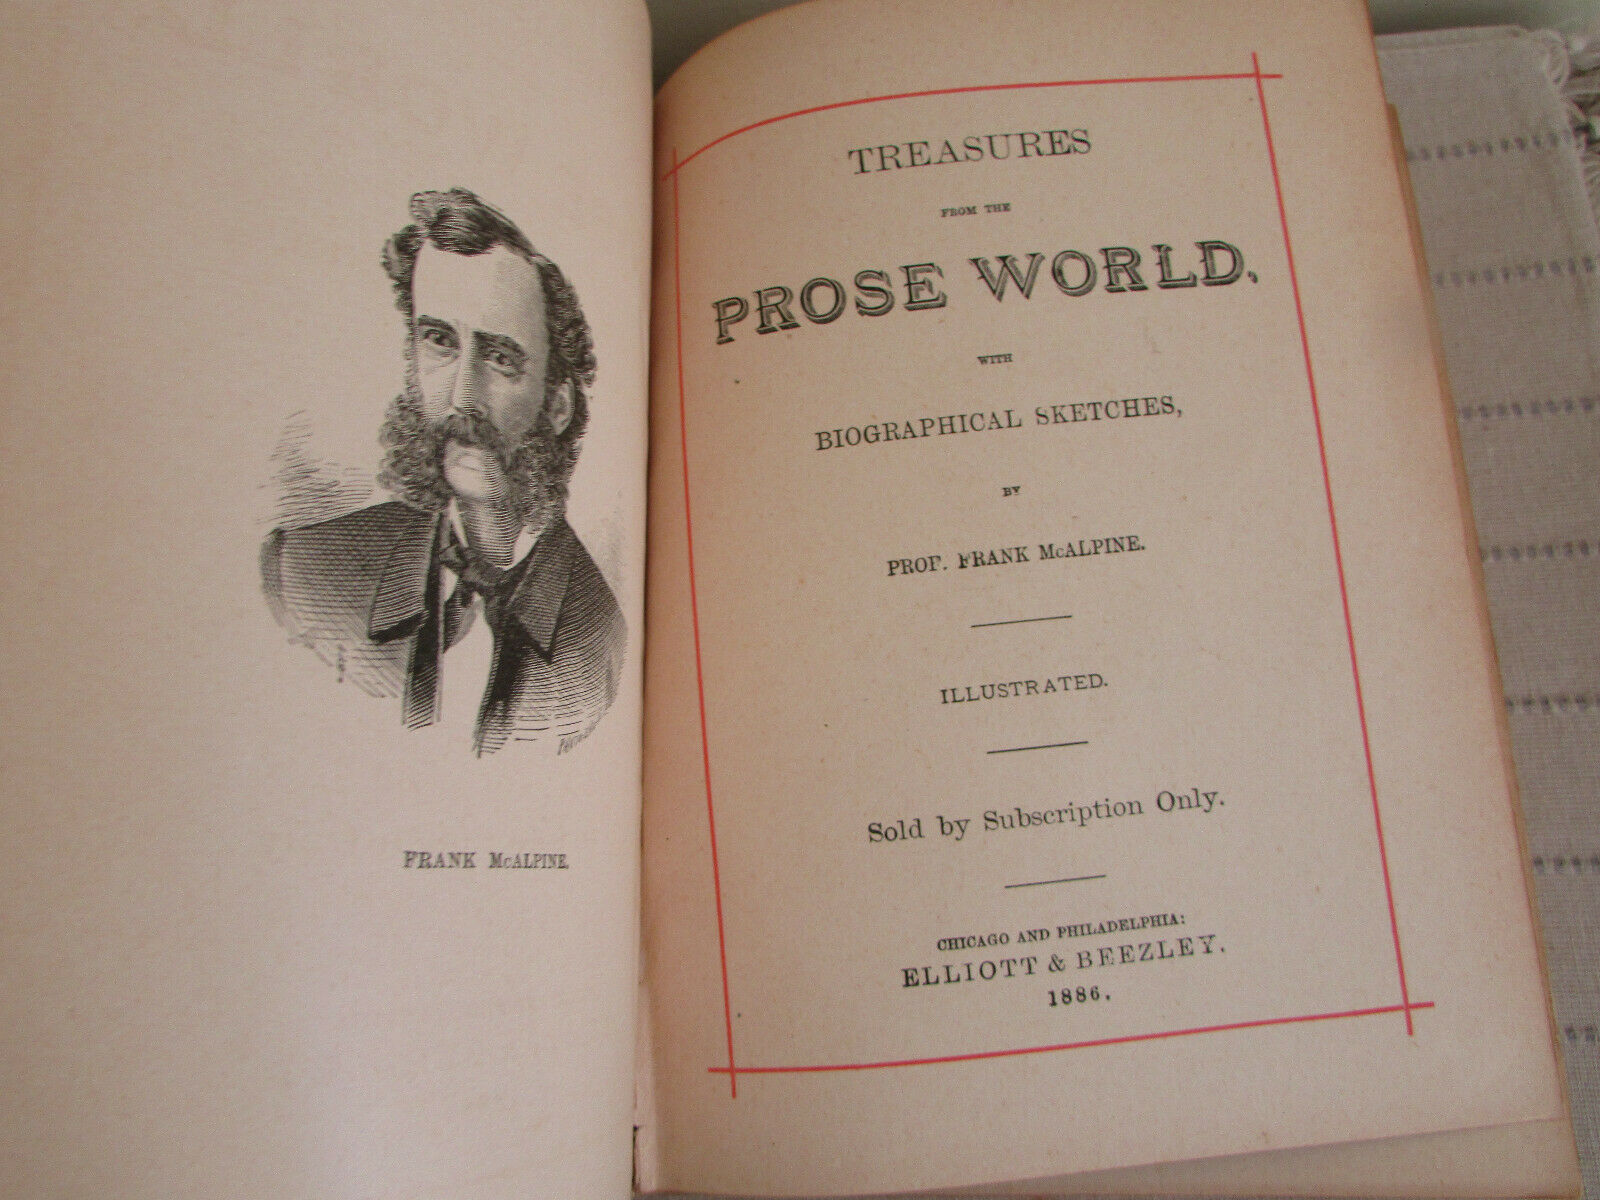 FRANK McALPINE.
TREASURES
FROM THE
PROSE WORLD,
WITH
BIOGRAPHICAL SKETCHES,
BY
PROF. FRANK McALPINE.
ILLUSTRATED.
Sold by Subscription Only.
CHICAGO AND PHILADELPHIA:
ELLIOTT & BEEZLEY.
1886.